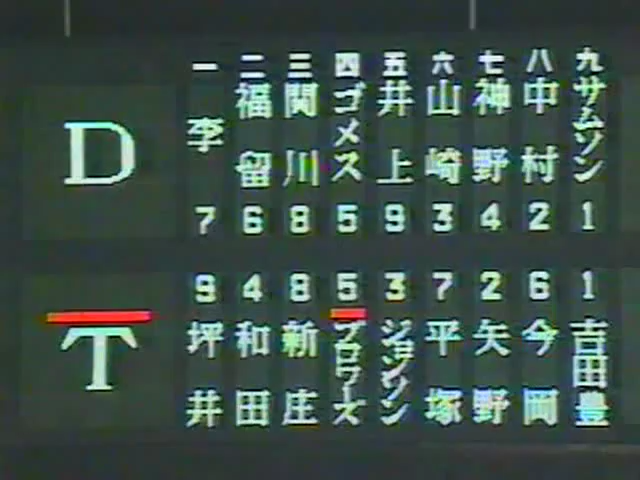 一 二 三 四 五 六 七 八 九
D
李 福留 関川 ゴメス 井上 山崎 神野 中村 サムソン
7 6 8 5 9 3 4 2 1
9 4 8 5 3 7 2 6 1
T
坪井 和田 新庄 ブロワーズ ジョンソン 平塚 矢野 今岡 吉田豊